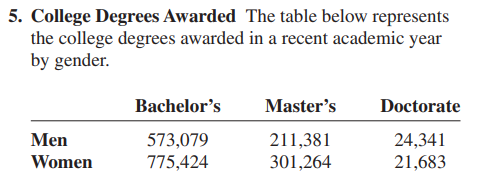 5. College Degrees Awarded The table below represents
the college degrees awarded in a recent academic year
by gender.
Bachelor's Master's Doctorate
Men 573,079 211,381 24,341
Women 775,424 301,264 21,683